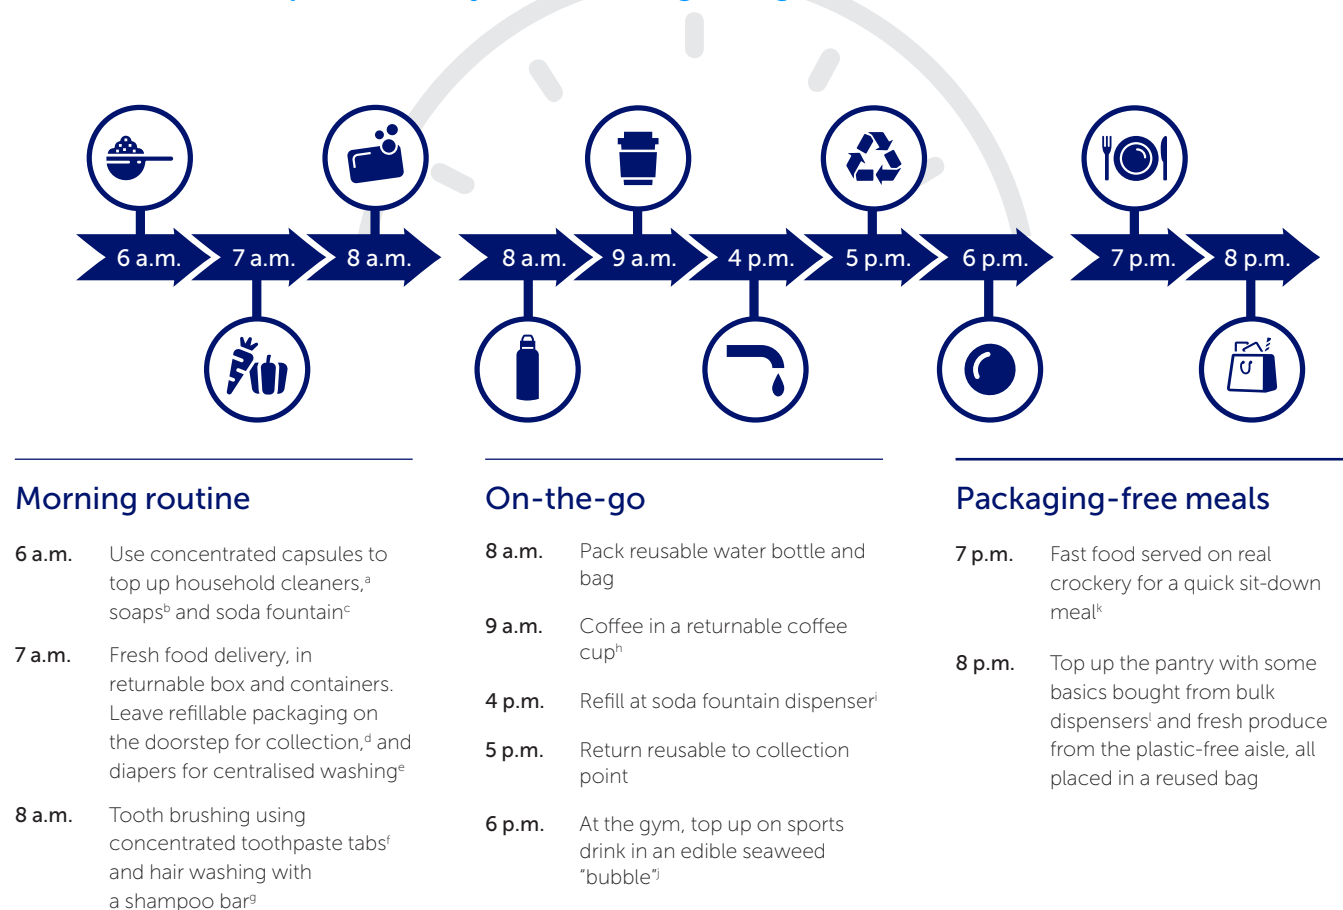 6 a.m.
7 a.m.
8 a.m.
8 a.m.
9 a.m.
4 p.m.
5 p.m.
6 p.m.
7 p.m.
8 p.m.
Morning routine
6 a.m. Use concentrated capsules to
top up household cleaners,ᵃ
soapsᵇ and soda fountainᶜ
7 a.m. Fresh food delivery, in
returnable box and containers.
Leave refillable packaging on
the doorstep for collection,ᵈ and
diapers for centralised washingᵉ
8 a.m. Tooth brushing using
concentrated toothpaste tabsᶠ
and hair washing with
a shampoo barᵍ
On-the-go
8 a.m. Pack reusable water bottle and
bag
9 a.m. Coffee in a returnable coffee
cupʰ
4 p.m. Refill at soda fountain dispenserⁱ
5 p.m. Return reusable to collection
point
6 p.m. At the gym, top up on sports
drink in an edible seaweed
“bubble”ʲ
Packaging-free meals
7 p.m. Fast food served on real
crockery for a quick sit-down
mealᵏ
8 p.m. Top up the pantry with some
basics bought from bulk
dispensersˡ and fresh produce
from the plastic-free aisle, all
placed in a reused bag